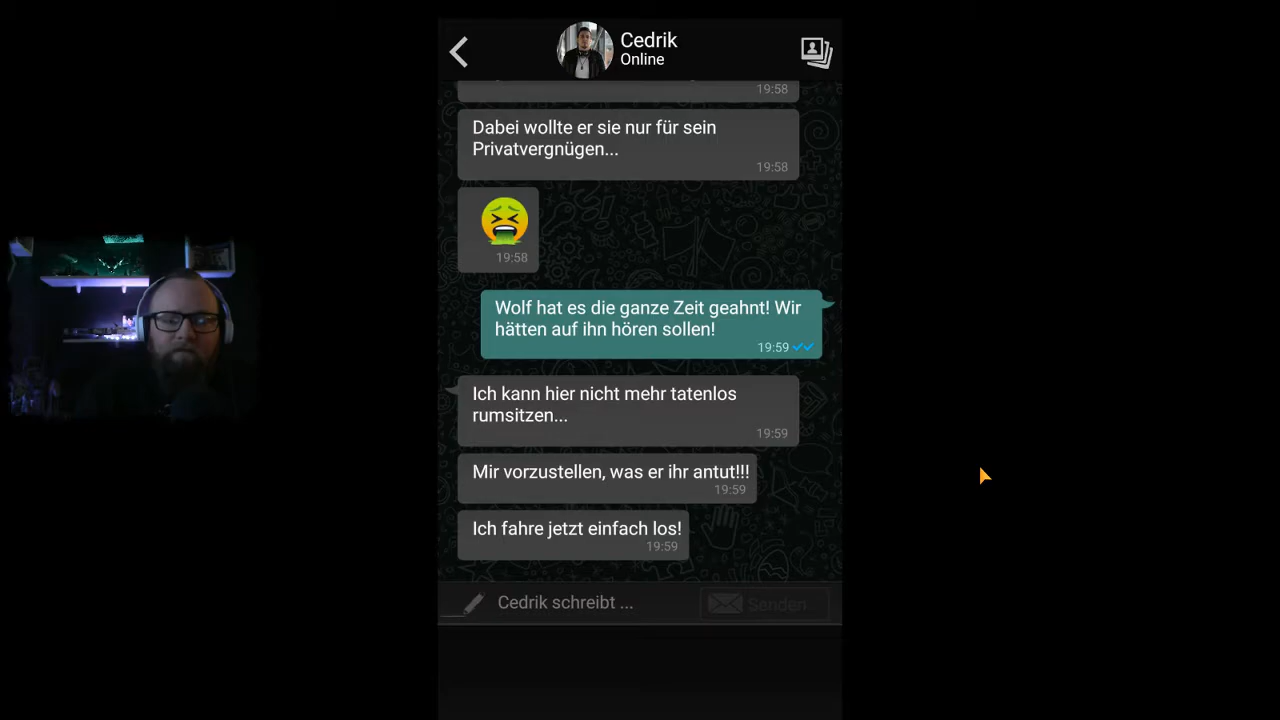 Cedrik
Online
19:58
Dabei wollte er sie nur für sein
Privatvergnügen...
19:58
19:58
Wolf hat es die ganze Zeit geahnt! Wir
hätten auf ihn hören sollen!
19:59
Ich kann hier nicht mehr tatenlos
rumsitzen...
19:59
Mir vorzustellen, was er ihr antut!!!
19:59
Ich fahre jetzt einfach los!
19:59
Cedrik schreibt ...
Senden